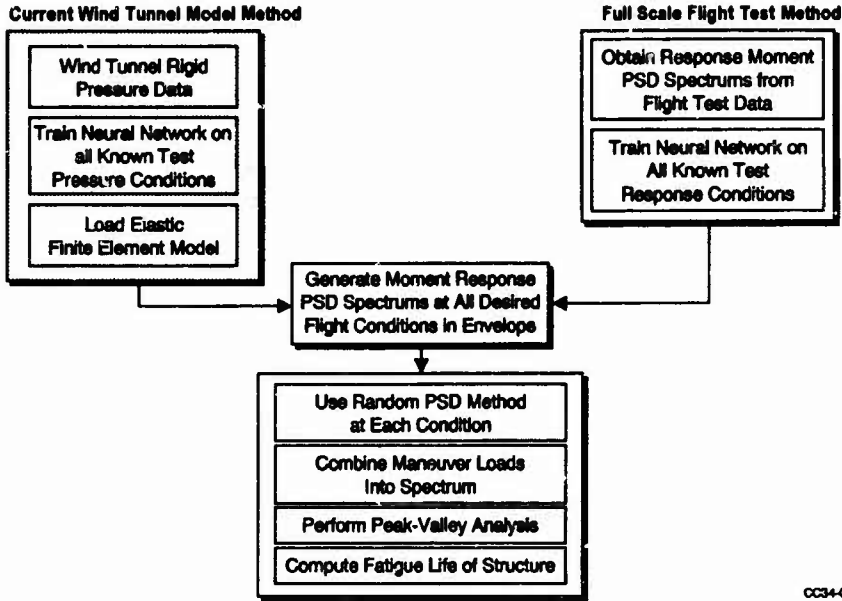 Current Wind Tunnel Model Method
Wind Tunnel Rigid
Pressure Data
Train Neural Network on
all Known Test
Pressure Conditions
Load Elastic
Finite Element Model
Full Scale Flight Test Method
Obtain Response Moment
PSD Spectrums from
Flight Test Data
Train Neural Network on
All Known Test
Response Conditions
Generate Moment Response
PSD Spectrums at All Desired
Flight Conditions in Envelope
Use Random PSD Method
at Each Condition
Combine Maneuver Loads
Into Spectrum
Perform Peak-Valley Analysis
Compute Fatigue Life of Structure